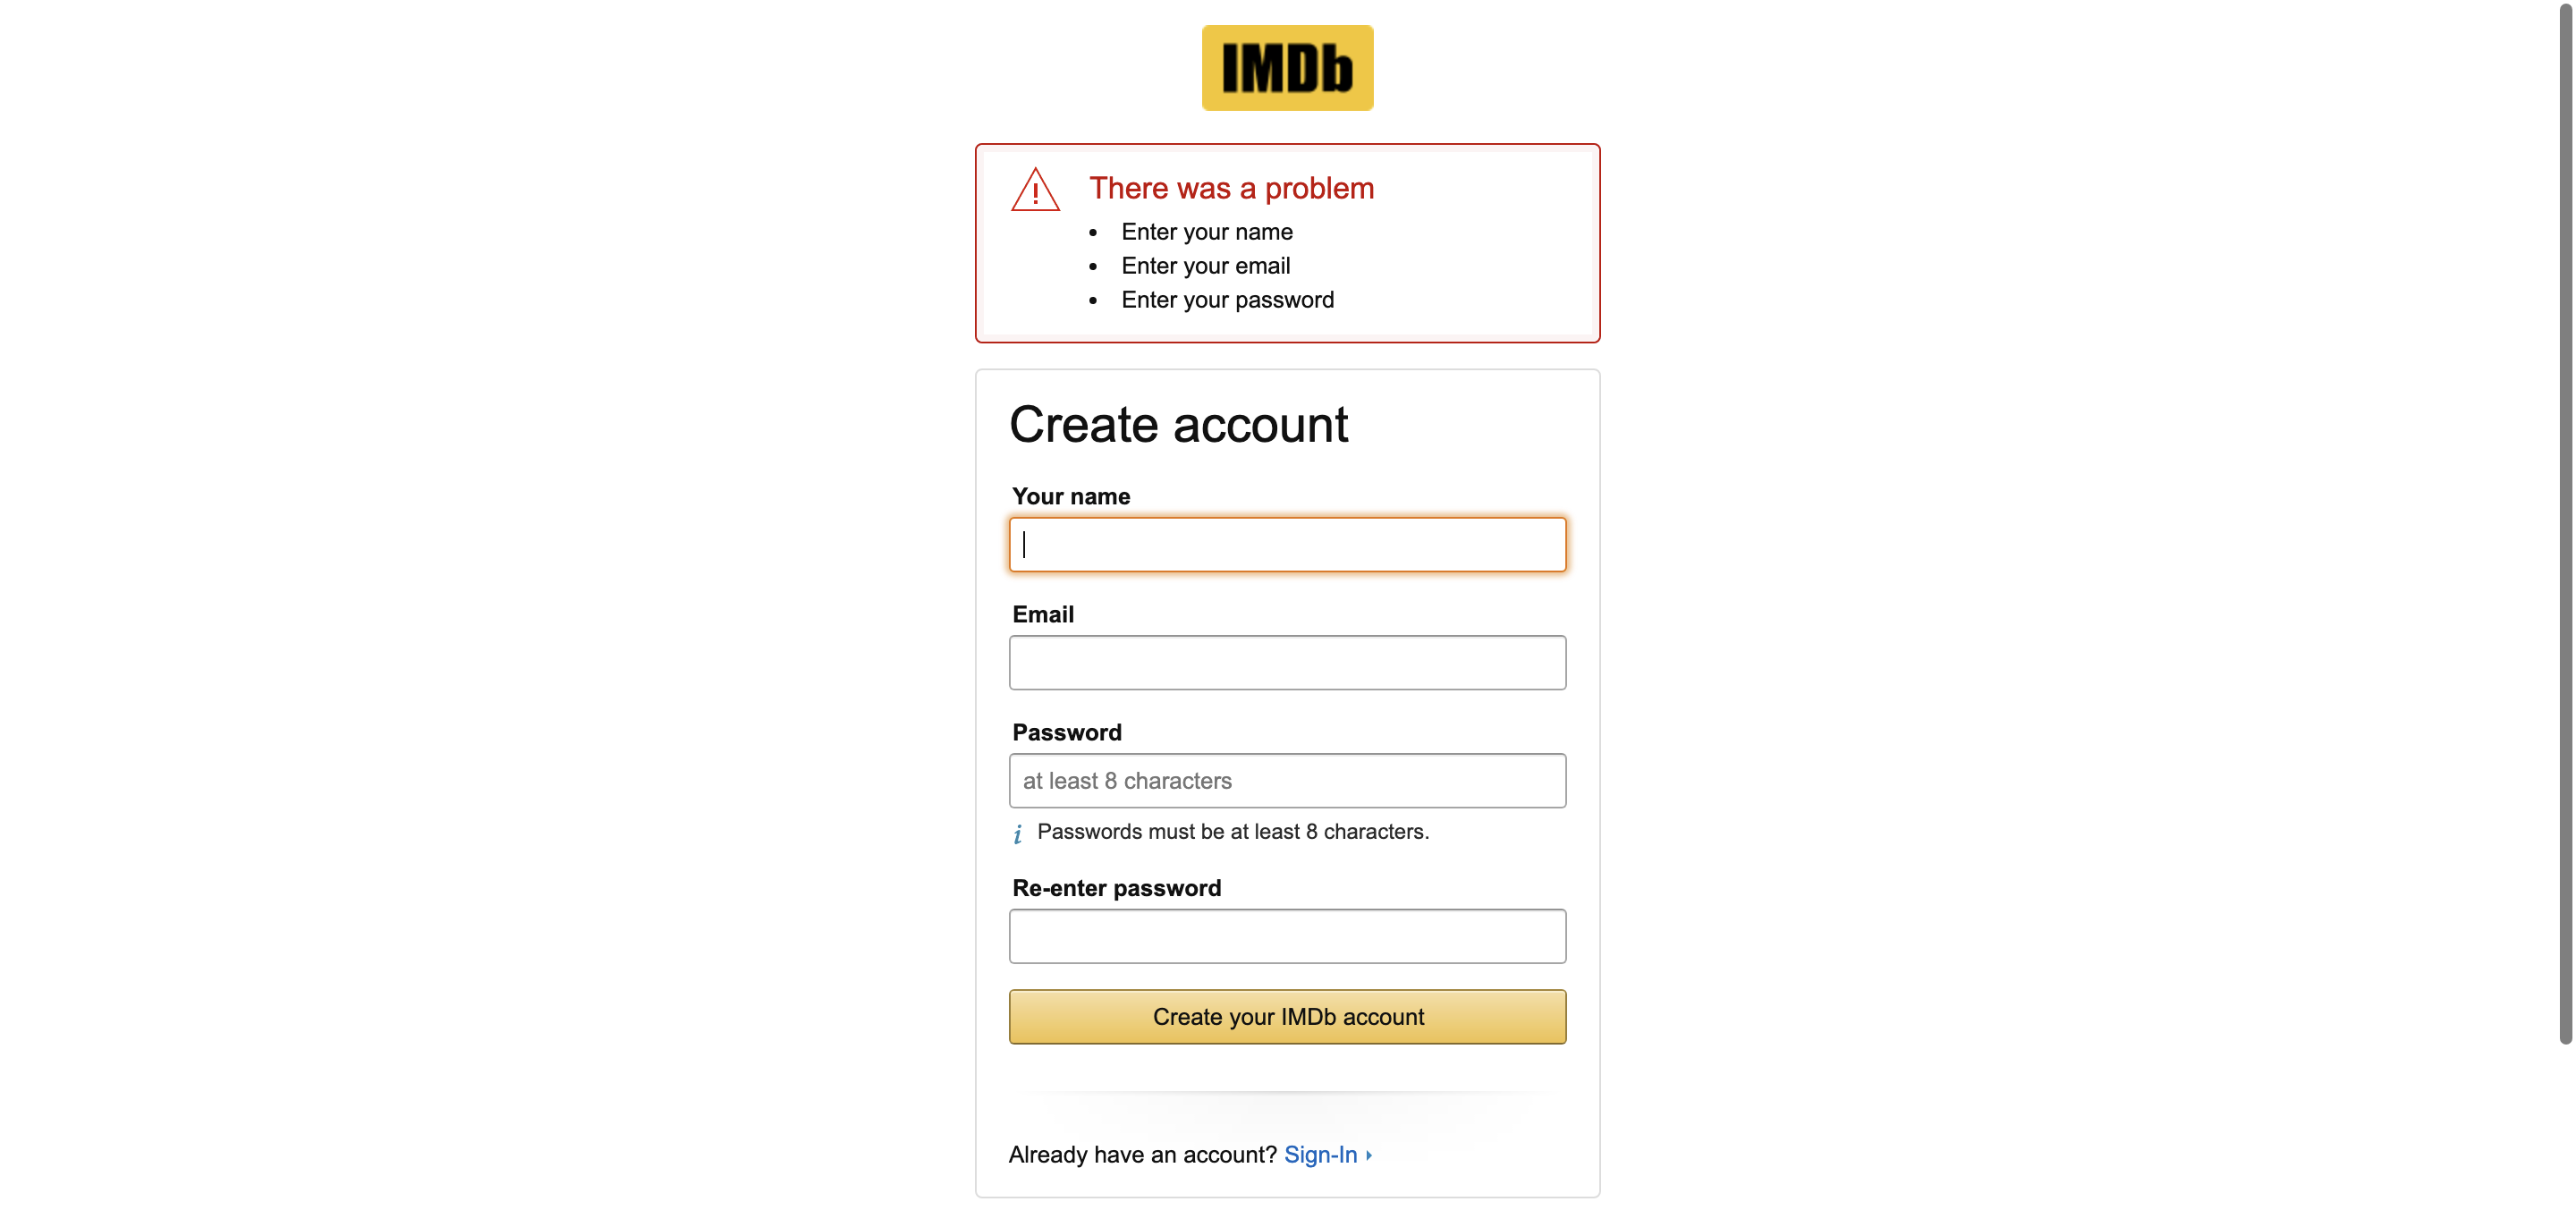 IMDb
There was a problem
• Enter your name
• Enter your email
• Enter your password
Create account
Your name
Email
Password
at least 8 characters
i Passwords must be at least 8 characters.
Re-enter password
Create your IMDb account
Already have an account? Sign-In